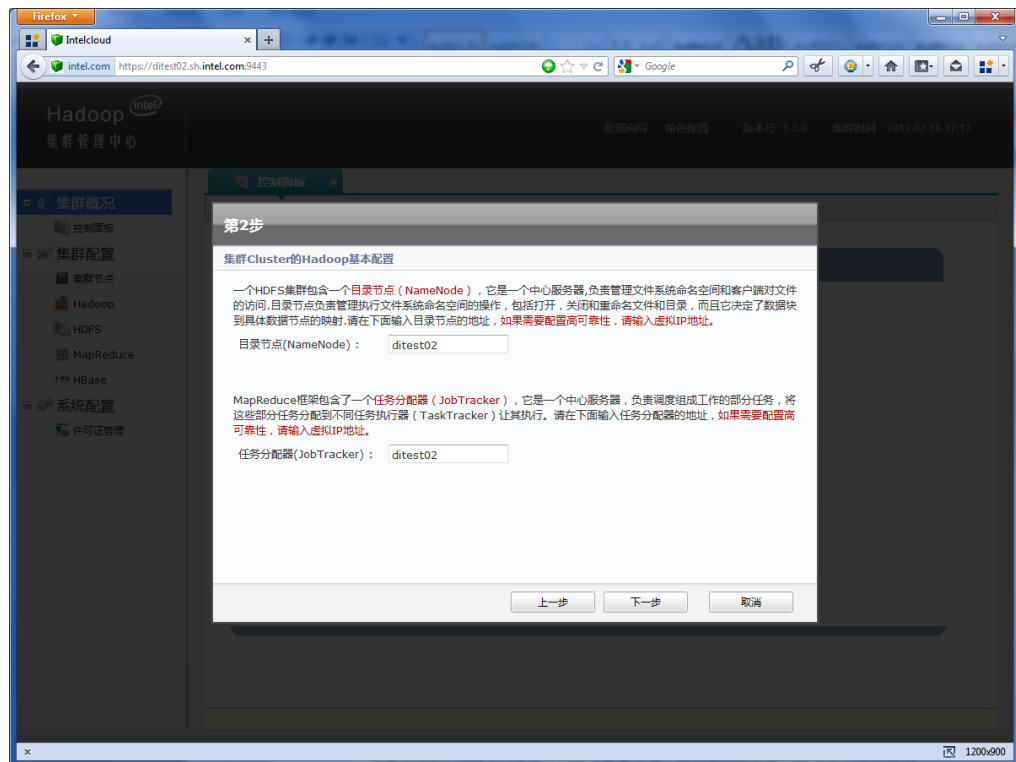 Firefox
Intelcloud
intel.com https://ditest02.sh.intel.com:9443
Google
Hadoop (intel)
集群管理中心
配置向导 角色配置 版本号: 1.3.0 集群时间：2012-02-16 17:13
控制面板
集群概况
控制面板
集群配置
集群节点
Hadoop
HDFS
MapReduce
HBase
系统配置
许可证管理
第2步
集群Cluster的Hadoop基本配置
一个HDFS集群包含一个目录节点（NameNode），它是一个中心服务器,负责管理文件系统命名空间和客户端对文件
的访问.目录节点负责管理执行文件系统命名空间的操作，包括打开，关闭和重命名文件和目录，而且它决定了数据块
到具体数据节点的映射.请在下面输入目录节点的地址，如果需要配置高可靠性，请输入虚拟IP地址。
目录节点(NameNode)： ditest02
MapReduce框架包含了一个任务分配器（JobTracker），它是一个中心服务器，负责调度组成工作的部分任务，将
这些部分任务分配到不同任务执行器（TaskTracker）让其执行。请在下面输入任务分配器的地址，如果需要配置高
可靠性，请输入虚拟IP地址。
任务分配器(JobTracker)： ditest02
上一步 下一步 取消
1200x900